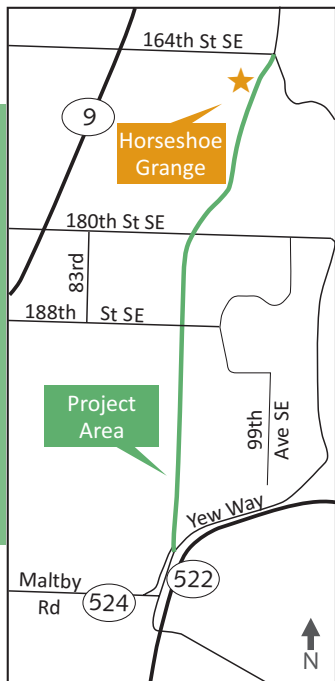 164th St SE
9
Horseshoe
Grange
180th St SE
83rd
188th St SE
Project
Area
99th
Ave SE
Yew Way
Maltby
Rd
524
522
N